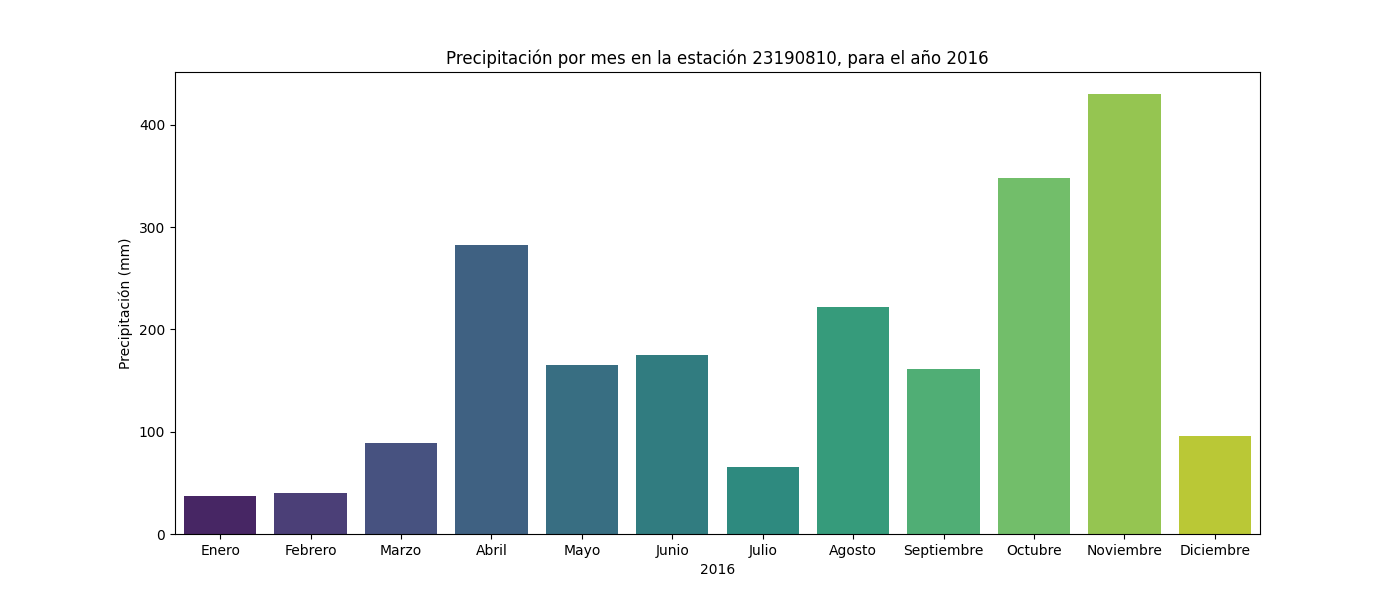 Precipitación por mes en la estación 23190810, para el año 2016
Precipitación (mm)
400
300
200
100
0
Enero Febrero Marzo Abril Mayo Junio Julio Agosto Septiembre Octubre Noviembre Diciembre
2016